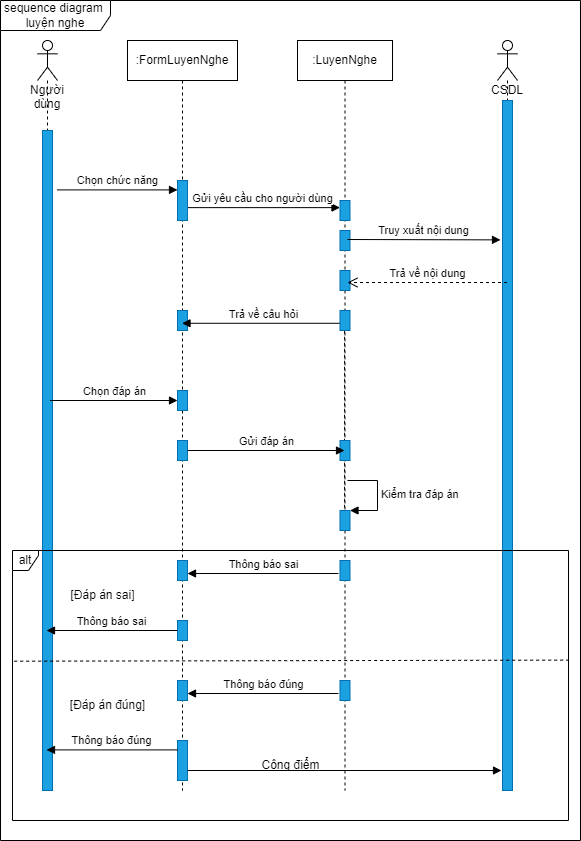 sequence diagram
luyện nghe
:FormLuyenNghe
:LuyenNghe
Người
dùng
CSDL
Chọn chức năng
Gửi yêu cầu cho người dùng
Truy xuất nội dung
Trả về nội dung
Trả về câu hỏi
Chọn đáp án
Gửi đáp án
Kiểm tra đáp án
alt
Thông báo sai
[Đáp án sai]
Thông báo sai
Thông báo đúng
[Đáp án đúng]
Thông báo đúng
Công điểm